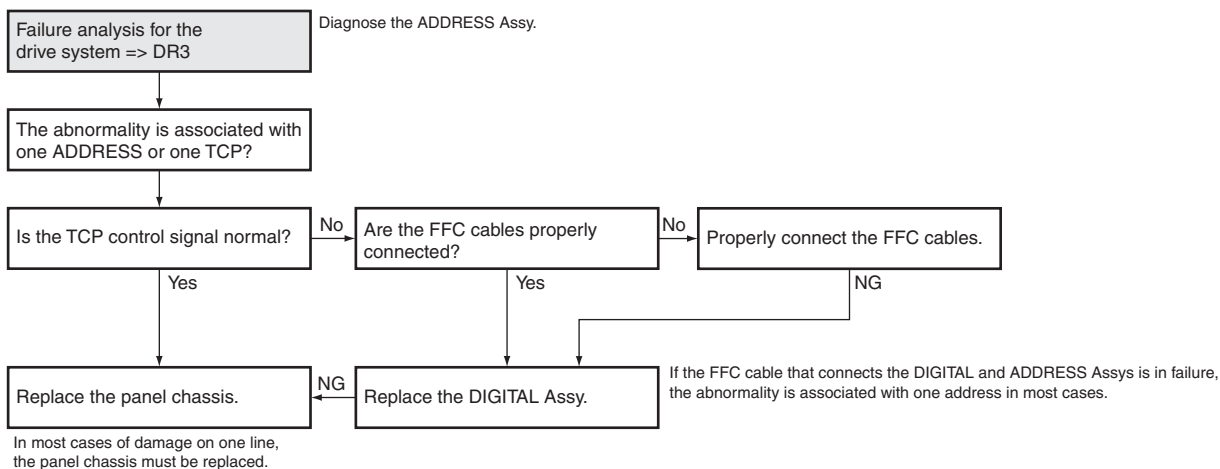 Failure analysis for the
drive system => DR3
Diagnose the ADDRESS Assy.
The abnormality is associated with
one ADDRESS or one TCP?
Is the TCP control signal normal?
No
Are the FFC cables properly
connected?
No
Properly connect the FFC cables.
Yes
Yes
NG
Replace the panel chassis.
NG
Replace the DIGITAL Assy.
If the FFC cable that connects the DIGITAL and ADDRESS Assys is in failure,
the abnormality is associated with one address in most cases.
In most cases of damage on one line,
the panel chassis must be replaced.